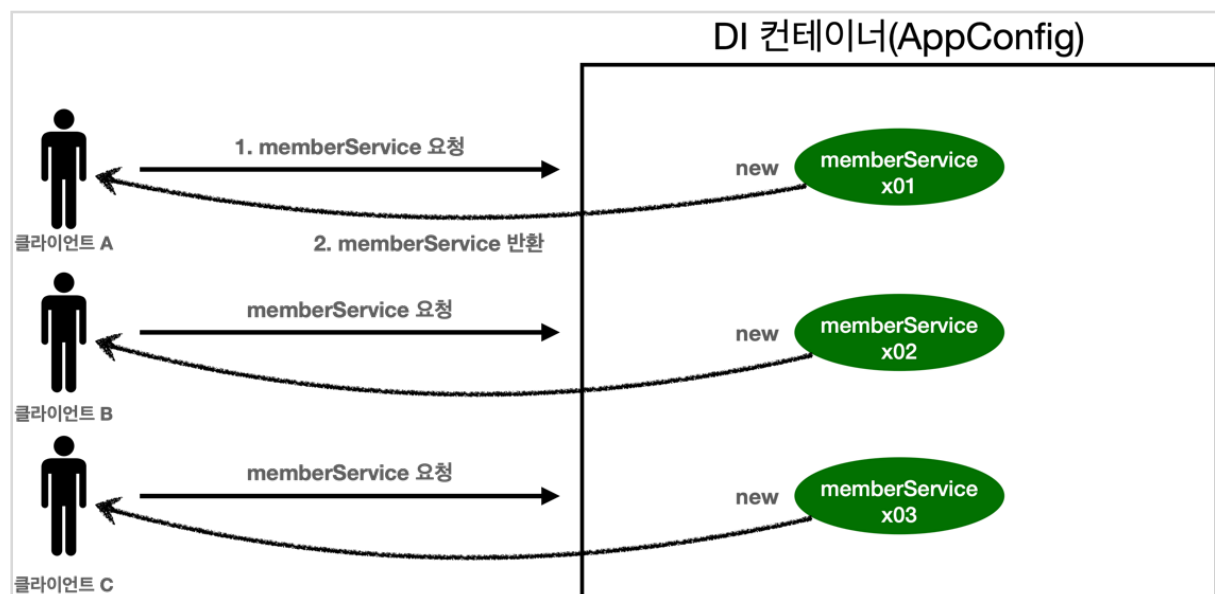 DI 컨테이너(AppConfig)
1. memberService 요청
new
memberService
x01
클라이언트 A
2. memberService 반환
memberService 요청
new
memberService
x02
클라이언트 B
memberService 요청
new
memberService
x03
클라이언트 C